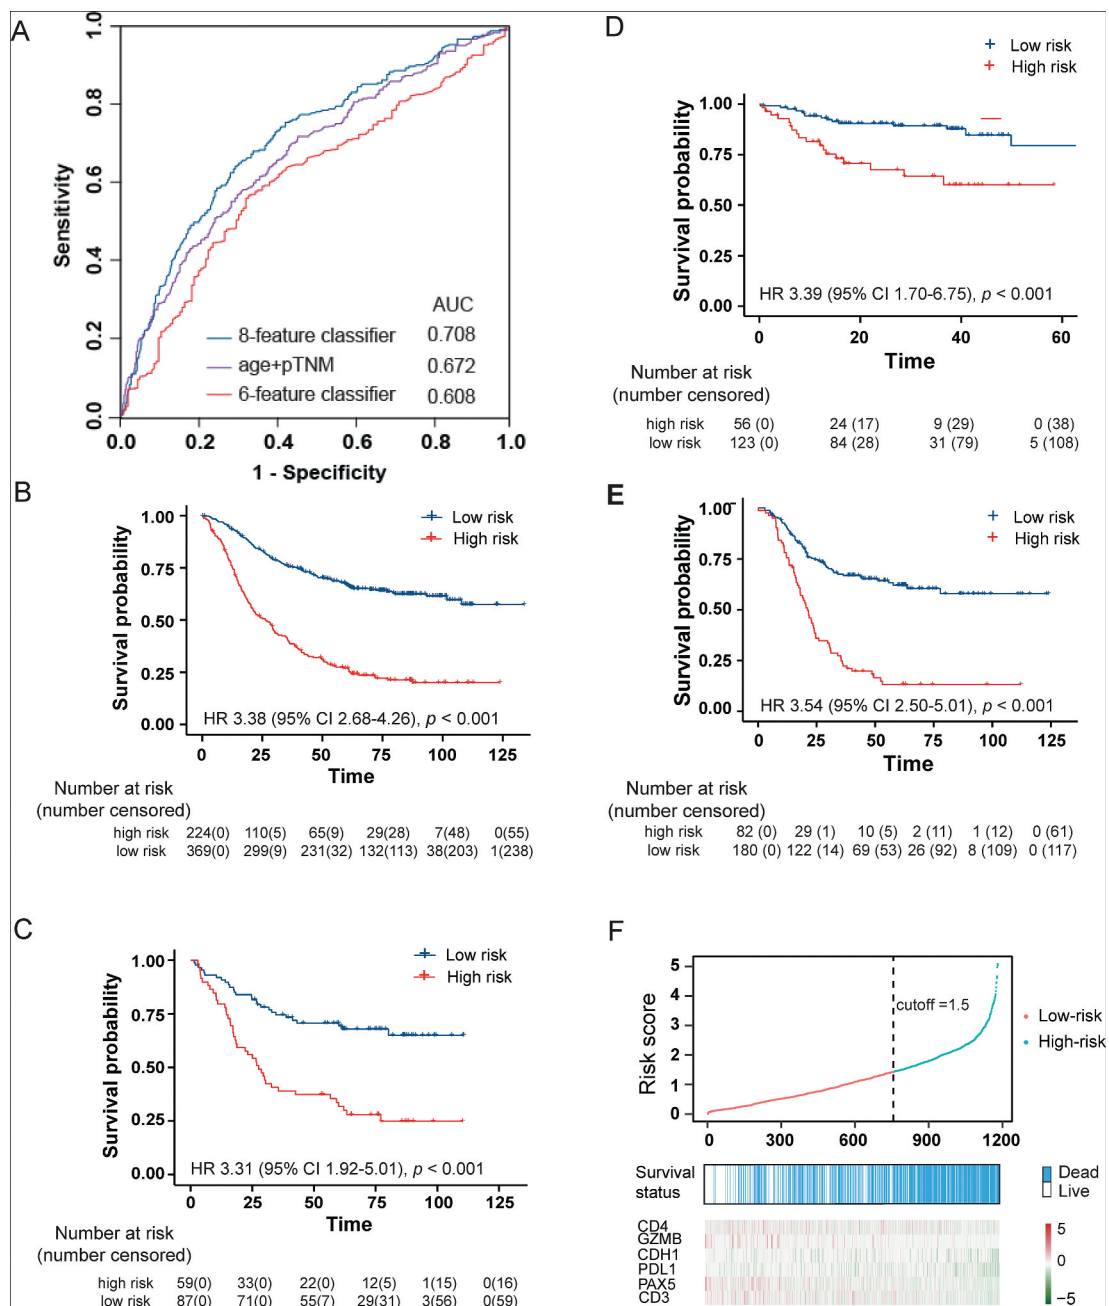 A
1.0
0.8
0.6
0.4
0.2
0.0
Sensitivity
AUC
8-feature classifier 0.708
age+pTNM 0.672
6-feature classifier 0.608
0.0 0.2 0.4 0.6 0.8 1.0
1 - Specificity
D
Low risk
High risk
1.00
0.75
0.50
0.25
0.00
Survival probability
HR 3.39 (95% CI 1.70-6.75), p < 0.001
0 20 40 60
Time
Number at risk
(number censored)
high risk 56 (0) 24 (17) 9 (29) 0 (38)
low risk 123 (0) 84 (28) 31 (79) 5 (108)
B
Low risk
High risk
1.00
0.75
0.50
0.25
0.00
Survival probability
HR 3.38 (95% CI 2.68-4.26), p < 0.001
0 25 50 75 100 125
Time
Number at risk
(number censored)
high risk 224(0) 110(5) 65(9) 29(28) 7(48) 0(55)
low risk 369(0) 299(9) 231(32) 132(113) 38(203) 1(238)
E
Low risk
High risk
1.00
0.75
0.50
0.25
0.00
Survival probability
HR 3.54 (95% CI 2.50-5.01), p < 0.001
0 25 50 75 100 125
Time
Number at risk
(number censored)
high risk 82 (0) 29 (1) 10 (5) 2 (11) 1 (12) 0 (61)
low risk 180 (0) 122 (14) 69 (53) 26 (92) 8 (109) 0 (117)
C
Low risk
High risk
1.00
0.75
0.50
0.25
0.00
Survival probability
HR 3.31 (95% CI 1.92-5.01), p < 0.001
0 25 50 75 100 125
Time
Number at risk
(number censored)
high risk 59(0) 33(0) 22(0) 12(5) 1(15) 0(16)
low risk 87(0) 71(0) 55(7) 29(31) 3(56) 0(59)
F
5
4
3
2
1
0
Risk score
cutoff =1.5
Low-risk
High-risk
0 300 600 900 1200
Survival
status
Dead
Live
CD4
GZMB
CDH1
PDL1
PAX5
CD3
5
0
−5